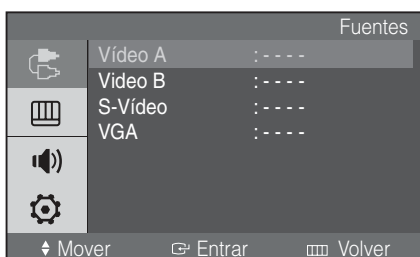 Fuentes
Vídeo A : - - - -
Video B : - - - -
S-Vídeo : - - - -
VGA : - - - -
Mover Entrar Volver